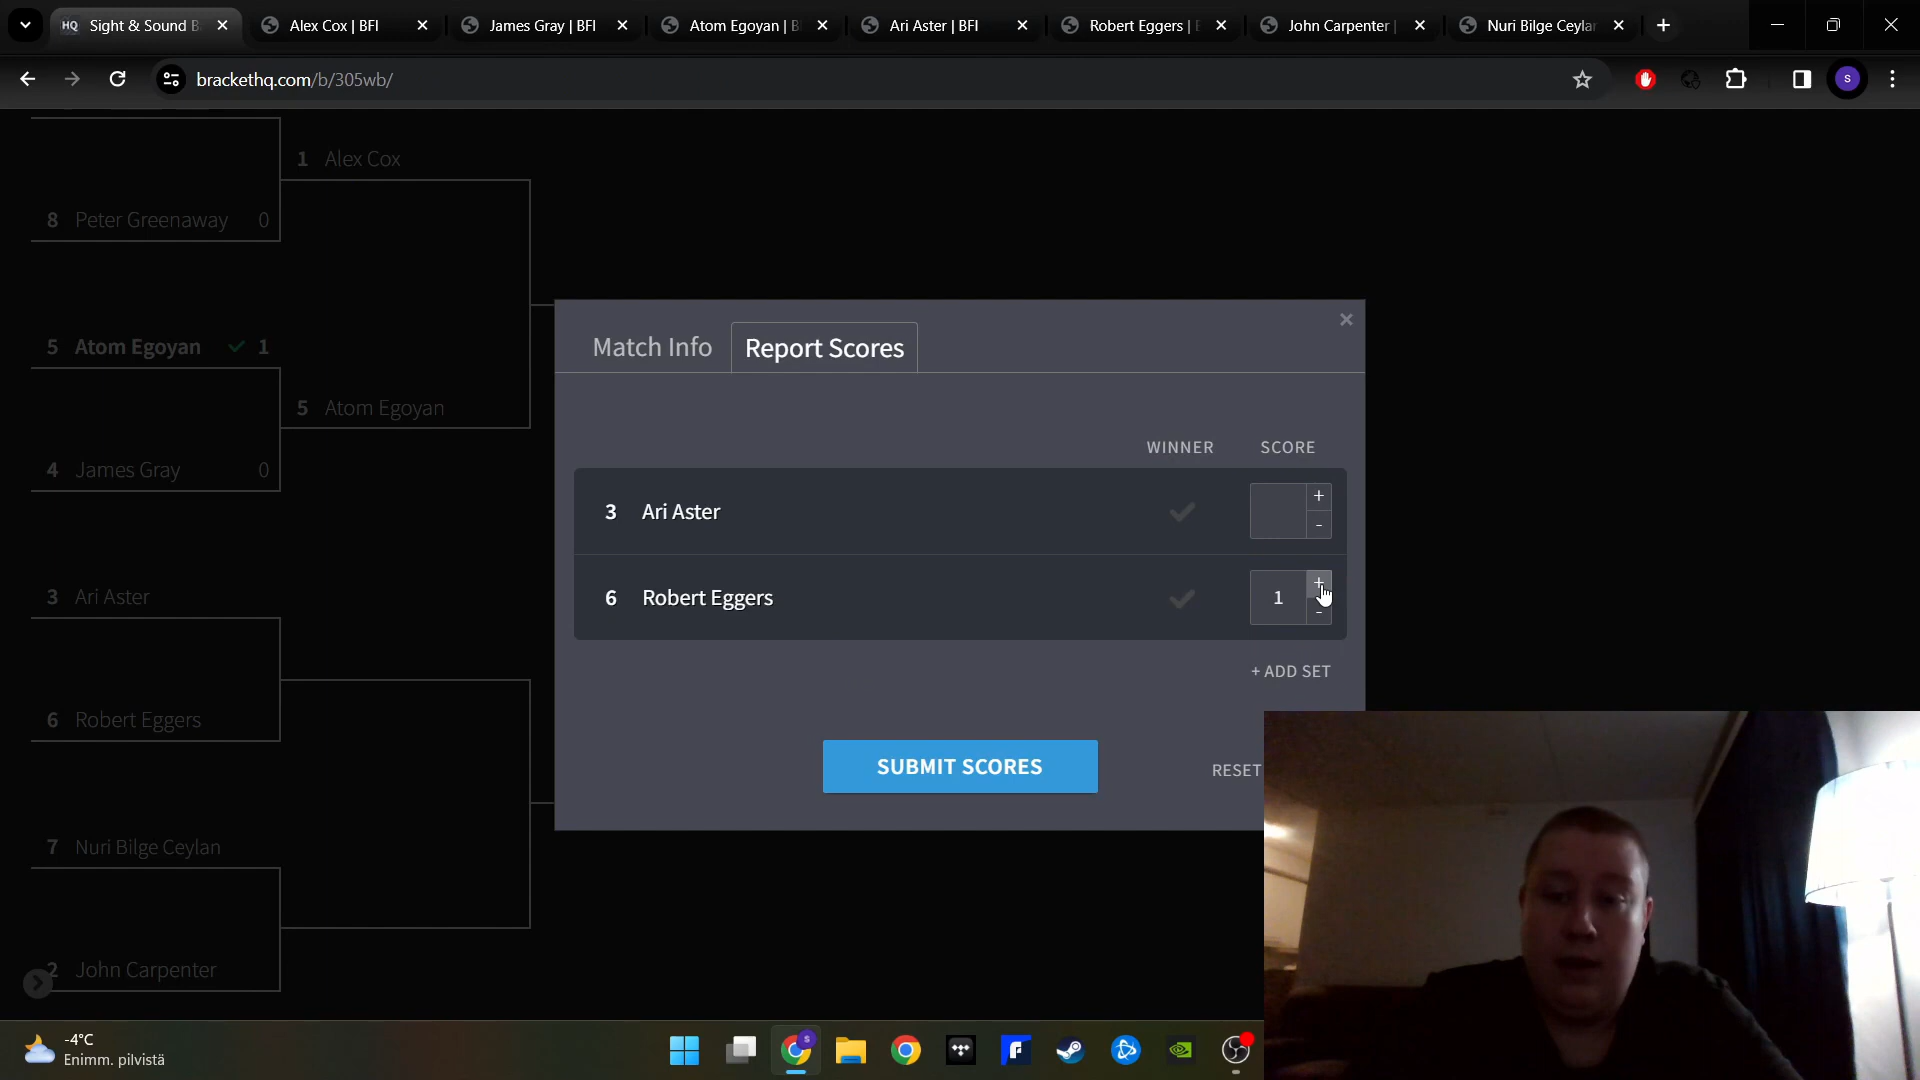 HQ Sight & Sound B
Alex Cox | BFI
James Gray | BFI
Atom Egoyan | B
Ari Aster | BFI
Robert Eggers | B
John Carpenter |
Nuri Bilge Ceylan
brackethq.com/b/305wb/
S
1 Alex Cox
8 Peter Greenaway 0
5 Atom Egoyan 1
5 Atom Egoyan
4 James Gray 0
3 Ari Aster
6 Robert Eggers
7 Nuri Bilge Ceylan
2 John Carpenter
Match Info
Report Scores
WINNER SCORE
3 Ari Aster
+
-
6 Robert Eggers 1
+
-
+ ADD SET
SUBMIT SCORES
RESET
-4°C
Enimm. pilvistä